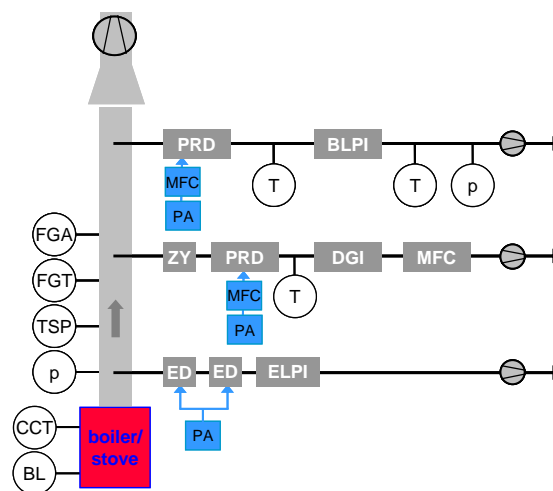 PRD
BLPI
MFC
T
T
p
PA
FGA
ZY
PRD
DGI
MFC
FGT
MFC
T
TSP
PA
p
ED
ED
ELPI
CCT
boiler/
stove
PA
BL